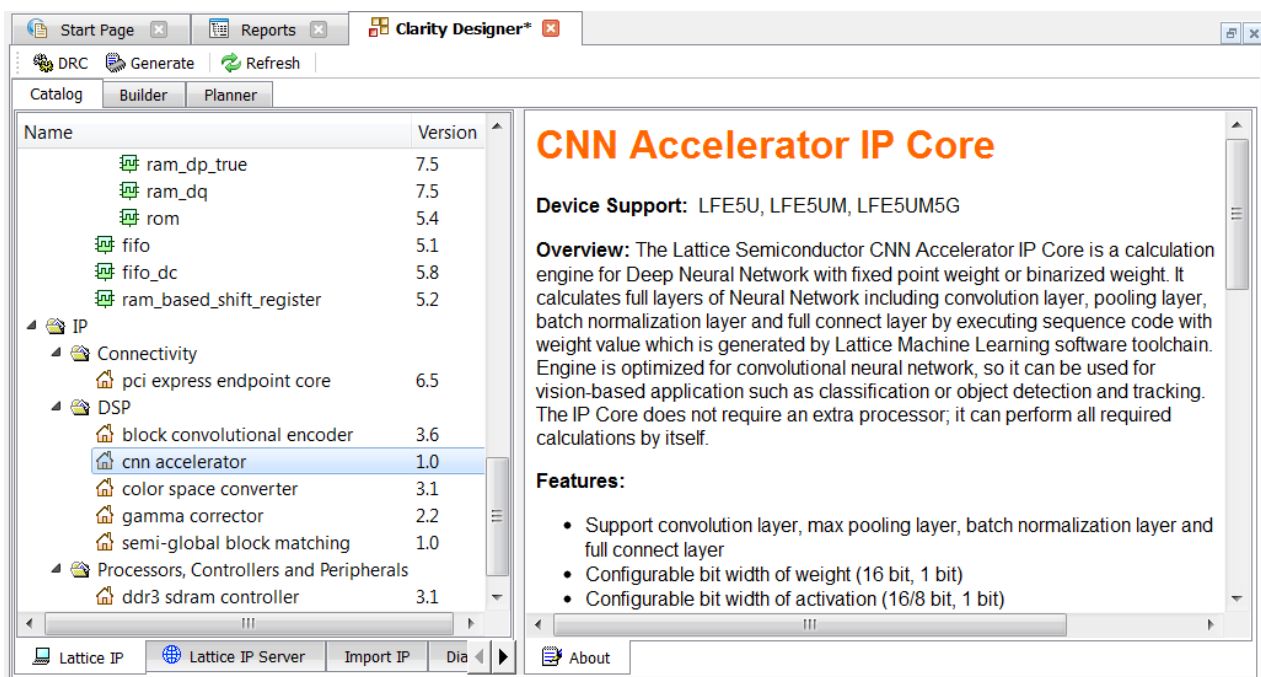 Start Page
Reports
Clarity Designer*
DRC
Generate
Refresh
Catalog
Builder
Planner
Name Version
ram_dp_true 7.5
ram_dq 7.5
rom 5.4
fifo 5.1
fifo_dc 5.8
ram_based_shift_register 5.2
IP
Connectivity
pci express endpoint core 6.5
DSP
block convolutional encoder 3.6
cnn accelerator 1.0
color space converter 3.1
gamma corrector 2.2
semi-global block matching 1.0
Processors, Controllers and Peripherals
ddr3 sdram controller 3.1
Lattice IP
Lattice IP Server
Import IP
Dia
CNN Accelerator IP Core
Device Support: LFE5U, LFE5UM, LFE5UM5G
Overview: The Lattice Semiconductor CNN Accelerator IP Core is a calculation
engine for Deep Neural Network with fixed point weight or binarized weight. It
calculates full layers of Neural Network including convolution layer, pooling layer,
batch normalization layer and full connect layer by executing sequence code with
weight value which is generated by Lattice Machine Learning software toolchain.
Engine is optimized for convolutional neural network, so it can be used for
vision-based application such as classification or object detection and tracking.
The IP Core does not require an extra processor; it can perform all required
calculations by itself.
Features:
• Support convolution layer, max pooling layer, batch normalization layer and
full connect layer
• Configurable bit width of weight (16 bit, 1 bit)
• Configurable bit width of activation (16/8 bit, 1 bit)
About